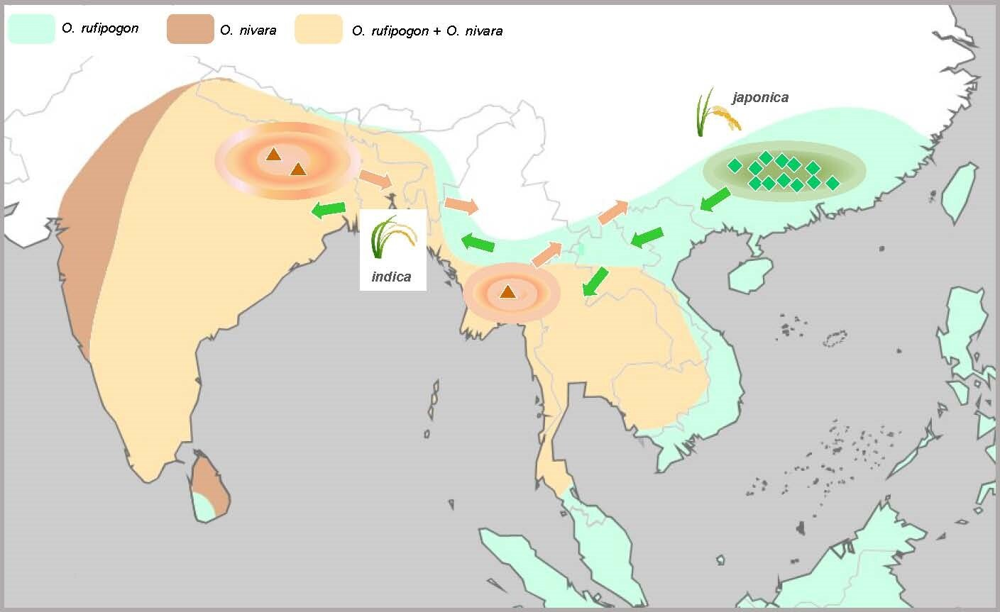 O. rufipogon
O. nivara
O. rufipogon + O. nivara
japonica
indica